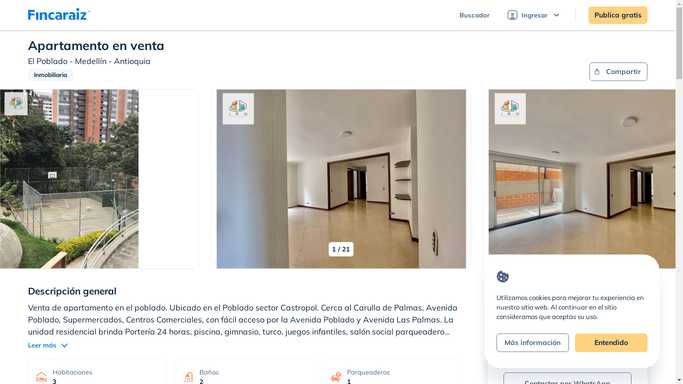 Fincaraiz
Buscador
Ingresar
Publica gratis
Apartamento en venta
El Poblado - Medellín - Antioquia
Inmobiliaria
Compartir
1 / 21
Descripción general
Venta de apartamento en el poblado. Ubicado en el Poblado sector Castropol. Cerca al Carulla de Palmas, Avenida
Poblado, Supermercados, Centros Comerciales, con fácil acceso por la Avenida Poblado y Avenida Las Palmas. La
unidad residencial brinda Portería 24 horas, piscina, gimnasio, turco, juegos infantiles, salón social parqueadero...
Leer más
Habitaciones
3
Baños
2
Parqueaderos
1
Utilizamos cookies para mejorar tu experiencia en
nuestro sitio web. Al continuar en el sitio
consideramos que aceptas su uso.
Más información
Entendido
Contactar por WhatsApp